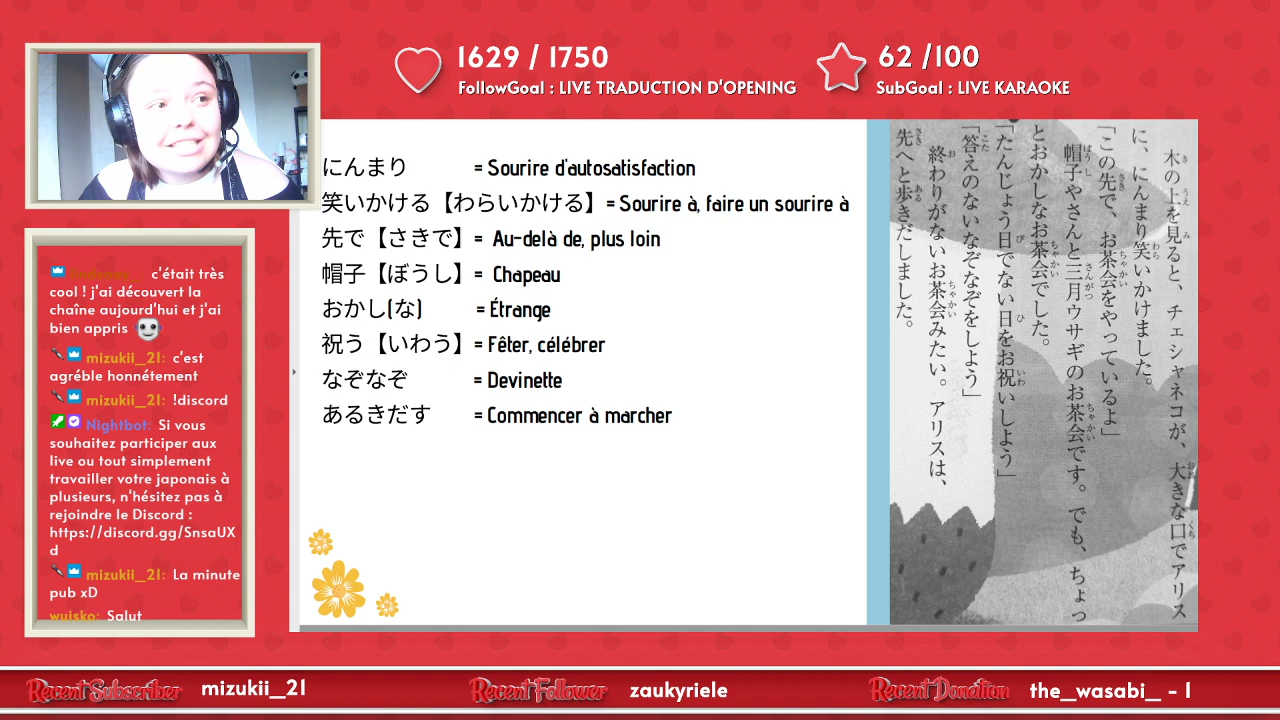 1629 / 1750
FollowGoal : LIVE TRADUCTION D'OPENING
62 /100
SubGoal : LIVE KARAOKE
にんまり = Sourire d'autosatisfaction
笑いかける【わらいかける】= Sourire à, faire un sourire à
先で【さきで】= Au-delà de, plus loin
帽子【ぼうし】= Chapeau
おかし(な) = Étrange
祝う【いわう】= Fêter, célébrer
なぞなぞ = Devinette
あるきだす = Commencer à marcher
木の上を見ると、チェシャネコが、大きな口でアリス
に、にんまり笑いかけました。
「この先で、お茶会をやっているよ」
帽子やさんと三月ウサギのお茶会です。でも、ちょっ
とおかしなお茶会でした。
「たんじょう日でない日をお祝いしよう」
「答えのないなぞなぞをしよう」
終わりがないお茶会みたい。アリスは、
先へと歩きだしました。
c'était très
cool ! j'ai découvert la
chaîne aujourd'hui et j'ai
bien appris
mizukii_21: c'est
agréble honnétement
mizukii_21: !discord
Nightbot: Si vous
souhaitez participer aux
live ou tout simplement
travailler votre japonais à
plusieurs, n'hésitez pas à
rejoindre le Discord :
https://discord.gg/SnsaUX
d
mizukii_21: La minute
pub xD
wuisko: Salut
Recent Subscriber mizukii_21
Recent Follower zaukyriele
Recent Donation the_wasabi_ - 1